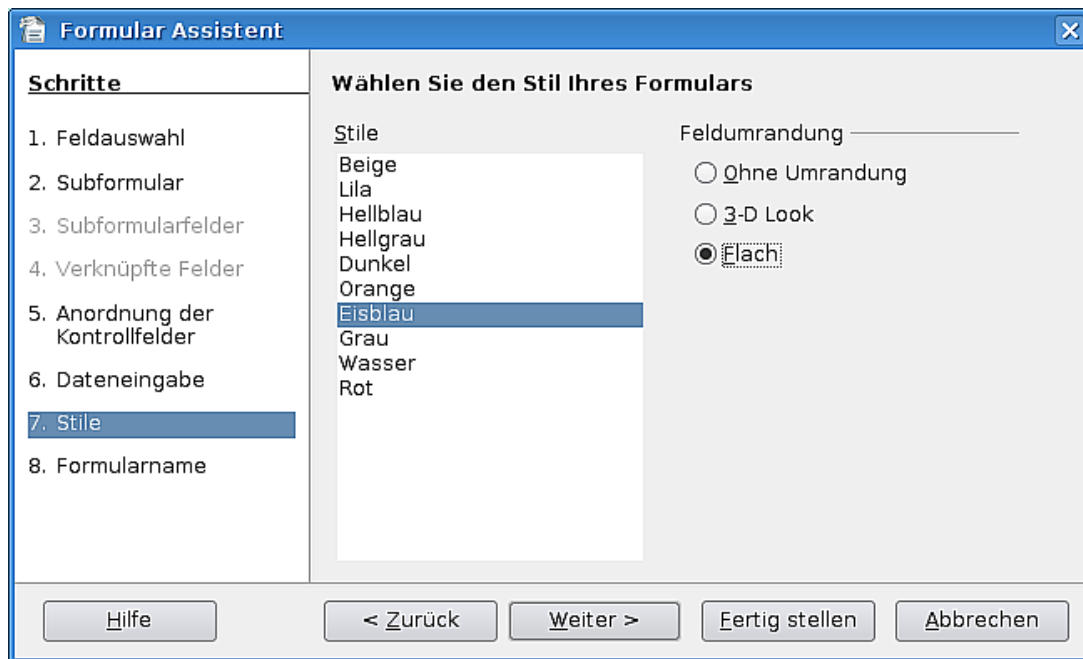 Formular Assistent
Schritte
1. Feldauswahl
2. Subformular
3. Subformularfelder
4. Verknüpfte Felder
5. Anordnung der
Kontrollfelder
6. Dateneingabe
7. Stile
8. Formularname
Wählen Sie den Stil Ihres Formulars
Stile
Beige
Lila
Hellblau
Hellgrau
Dunkel
Orange
Eisblau
Grau
Wasser
Rot
Feldumrandung
Ohne Umrandung
3-D Look
Flach
Hilfe
< Zurück
Weiter >
Fertig stellen
Abbrechen